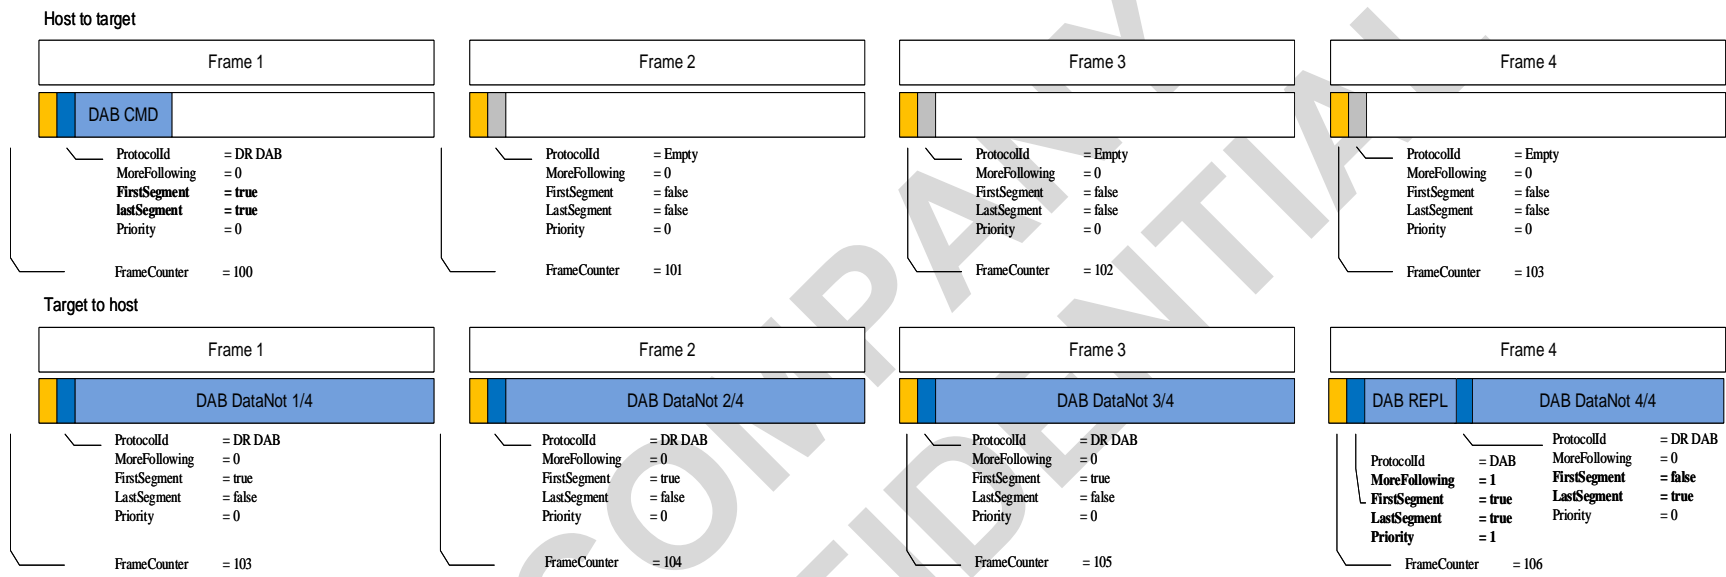 Host to target
Frame 1
DAB CMD
ProtocolId = DR DAB
MoreFollowing = 0
FirstSegment = true
lastSegment = true
Priority = 0
FrameCounter = 100
Frame 2
ProtocolId = Empty
MoreFollowing = 0
FirstSegment = false
LastSegment = false
Priority = 0
FrameCounter = 101
Frame 3
ProtocolId = Empty
MoreFollowing = 0
FirstSegment = false
LastSegment = false
Priority = 0
FrameCounter = 102
Frame 4
ProtocolId = Empty
MoreFollowing = 0
FirstSegment = false
LastSegment = false
Priority = 0
FrameCounter = 103
Target to host
Frame 1
DAB DataNot 1/4
ProtocolId = DR DAB
MoreFollowing = 0
FirstSegment = true
LastSegment = false
Priority = 0
FrameCounter = 103
Frame 2
DAB DataNot 2/4
ProtocolId = DR DAB
MoreFollowing = 0
FirstSegment = true
LastSegment = false
Priority = 0
FrameCounter = 104
Frame 3
DAB DataNot 3/4
ProtocolId = DR DAB
MoreFollowing = 0
FirstSegment = true
LastSegment = false
Priority = 0
FrameCounter = 105
Frame 4
DAB REPL
DAB DataNot 4/4
ProtocolId = DAB
MoreFollowing = 1
FirstSegment = true
LastSegment = true
Priority = 1
ProtocolId = DR DAB
MoreFollowing = 0
FirstSegment = false
LastSegment = true
Priority = 0
FrameCounter = 106
COMPANY
FIDENTIAL